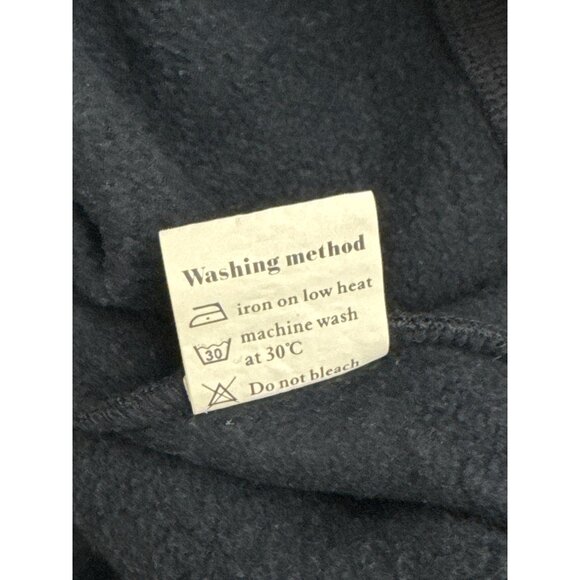 Washing method
iron on low heat
30 machine wash
at 30℃
Do not bleach